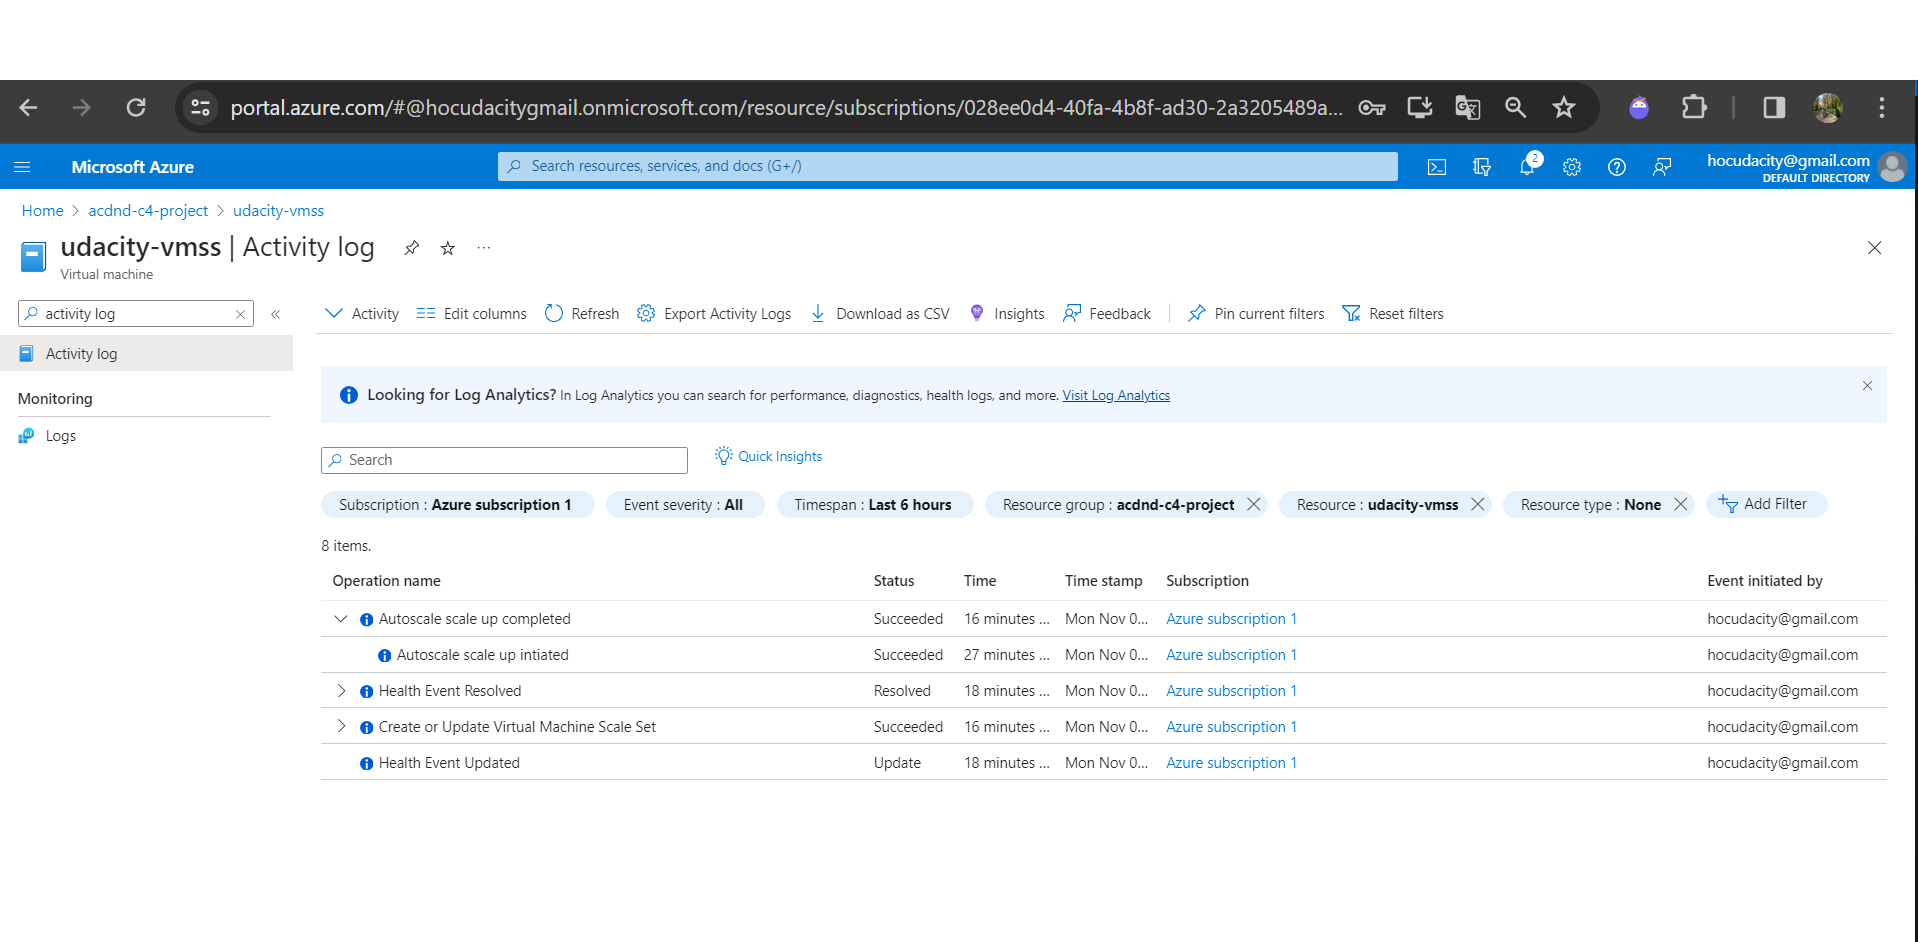 portal.azure.com/#@hocudacitygmail.onmicrosoft.com/resource/subscriptions/028ee0d4-40fa-4b8f-ad30-2a3205489a...
Microsoft Azure
Search resources, services, and docs (G+/)
2
hocudacity@gmail.com
DEFAULT DIRECTORY
Home > acdnd-c4-project > udacity-vmss
udacity-vmss | Activity log
Virtual machine
activity log
Activity
Edit columns
Refresh
Export Activity Logs
Download as CSV
Insights
Feedback
Pin current filters
Reset filters
Activity log
Monitoring
Logs
Looking for Log Analytics? In Log Analytics you can search for performance, diagnostics, health logs, and more. Visit Log Analytics
Search
Quick Insights
Subscription : Azure subscription 1
Event severity : All
Timespan : Last 6 hours
Resource group : acdnd-c4-project
Resource : udacity-vmss
Resource type : None
Add Filter
8 items.
Operation name Status Time Time stamp Subscription Event initiated by
Autoscale scale up completed Succeeded 16 minutes ... Mon Nov 0... Azure subscription 1 hocudacity@gmail.com
Autoscale scale up intiated Succeeded 27 minutes ... Mon Nov 0... Azure subscription 1 hocudacity@gmail.com
Health Event Resolved Resolved 18 minutes ... Mon Nov 0... Azure subscription 1 hocudacity@gmail.com
Create or Update Virtual Machine Scale Set Succeeded 16 minutes ... Mon Nov 0... Azure subscription 1 hocudacity@gmail.com
Health Event Updated Update 18 minutes ... Mon Nov 0... Azure subscription 1 hocudacity@gmail.com